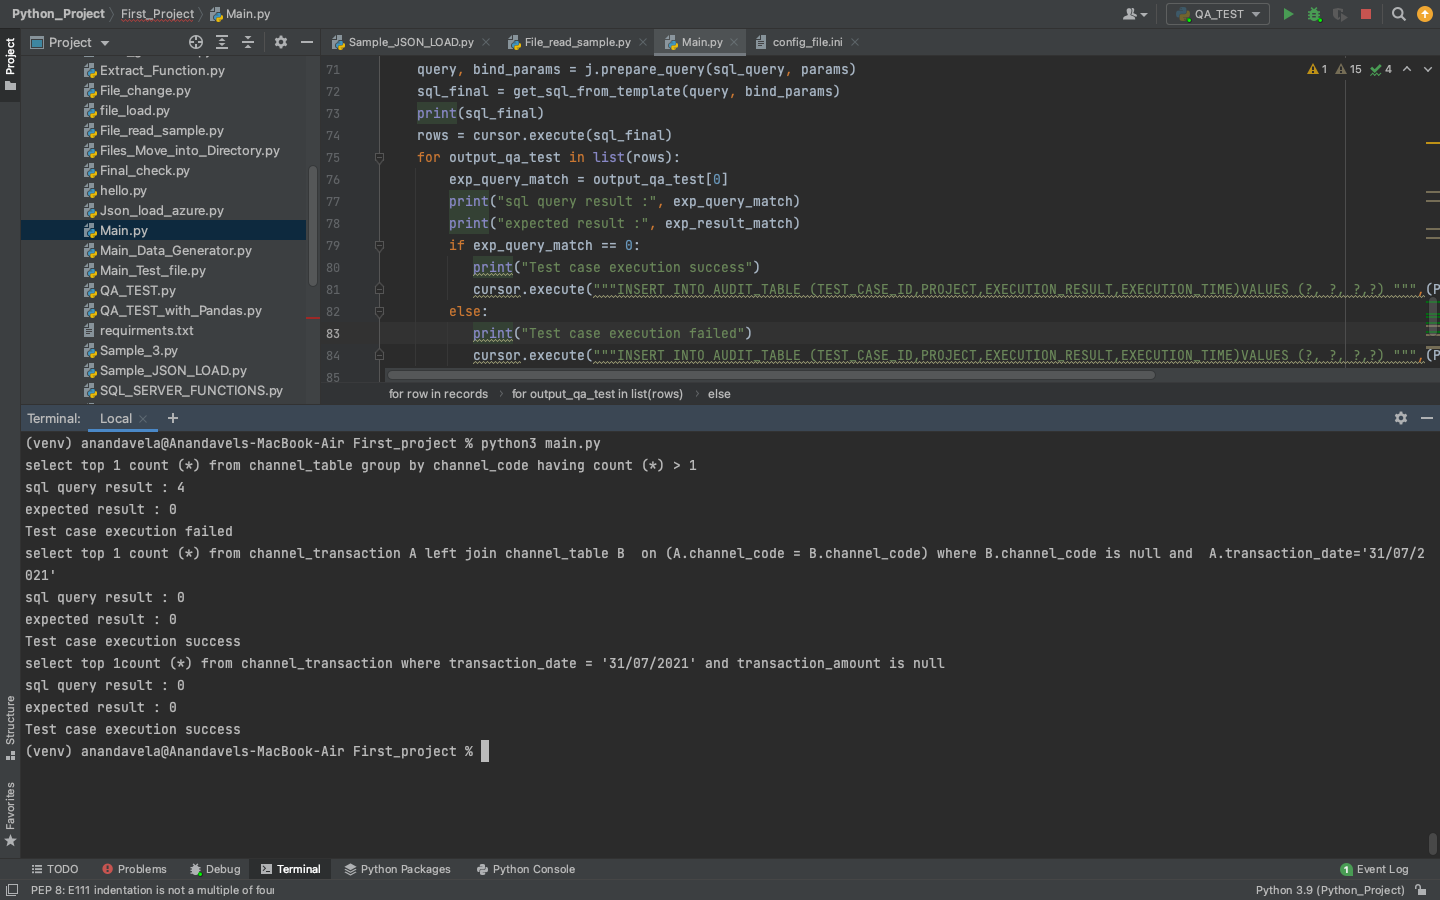 Python_Project
First_Project
Main.py
QA_TEST
Project
Project
Extract_Function.py
File_change.py
file_load.py
File_read_sample.py
Files_Move_into_Directory.py
Final_check.py
hello.py
Json_load_azure.py
Main.py
Main_Data_Generator.py
Main_Test_file.py
QA_TEST.py
QA_TEST_with_Pandas.py
requirments.txt
Sample_3.py
Sample_JSON_LOAD.py
SQL_SERVER_FUNCTIONS.py
Sample_JSON_LOAD.py
File_read_sample.py
Main.py
config_file.ini
1 15 4
71 query, bind_params = j.prepare_query(sql_query, params)
72 sql_final = get_sql_from_template(query, bind_params)
73 print(sql_final)
74 rows = cursor.execute(sql_final)
75 for output_qa_test in list(rows):
76 exp_query_match = output_qa_test[0]
77 print("sql query result :", exp_query_match)
78 print("expected result :", exp_result_match)
79 if exp_query_match == 0:
80 print("Test case execution success")
81 cursor.execute("""INSERT INTO AUDIT_TABLE (TEST_CASE_ID,PROJECT,EXECUTION_RESULT,EXECUTION_TIME)VALUES (?, ?, ?,?) """,(P
82 else:
83 print("Test case execution failed")
84 cursor.execute("""INSERT INTO AUDIT_TABLE (TEST_CASE_ID,PROJECT,EXECUTION_RESULT,EXECUTION_TIME)VALUES (?, ?, ?,?) """,(P
85
for row in records
for output_qa_test in list(rows)
else
Terminal:
Local
(venv) anandavela@Anandavels-MacBook-Air First_project % python3 main.py
select top 1 count (*) from channel_table group by channel_code having count (*) > 1
sql query result : 4
expected result : 0
Test case execution failed
select top 1 count (*) from channel_transaction A left join channel_table B  on (A.channel_code = B.channel_code) where B.channel_code is null and  A.transaction_date='31/07/2
021'
sql query result : 0
expected result : 0
Test case execution success
select top 1count (*) from channel_transaction where transaction_date = '31/07/2021' and transaction_amount is null
sql query result : 0
expected result : 0
Test case execution success
(venv) anandavela@Anandavels-MacBook-Air First_project %
Structure
Favorites
TODO
Problems
Debug
Terminal
Python Packages
Python Console
1 Event Log
PEP 8: E111 indentation is not a multiple of four
Python 3.9 (Python_Project)